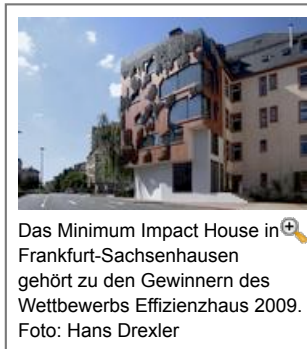 Das Minimum Impact House in
Frankfurt-Sachsenhausen
gehört zu den Gewinnern des
Wettbewerbs Effizienzhaus 2009.
Foto: Hans Drexler